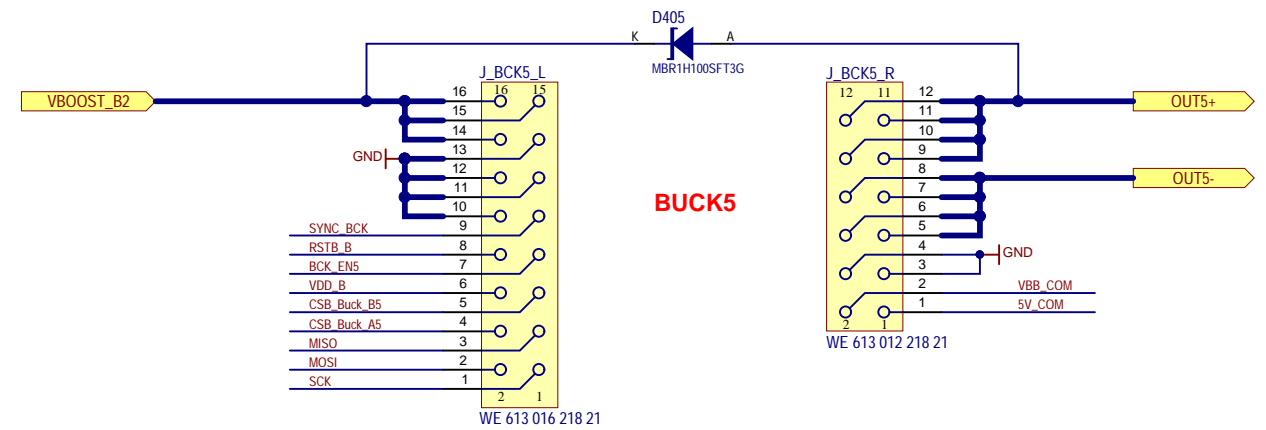 D405
K
A
MBR1H100SFT3G
J_BCK5_L
J_BCK5_R
VBOOST_B2
16
15
14
13
12
11
10
9
8
7
6
5
4
3
2
1
16 15
2 1
GND
SYNC_BCK
RSTB_B
BCK_EN5
VDD_B
CSB_Buck_B5
CSB_Buck_A5
MISO
MOSI
SCK
WE 613 016 218 21
BUCK5
12 11
2 1
12
11
10
9
8
7
6
5
4
3
2
1
OUT5+
OUT5-
GND
VBB_COM
5V_COM
WE 613 012 218 21